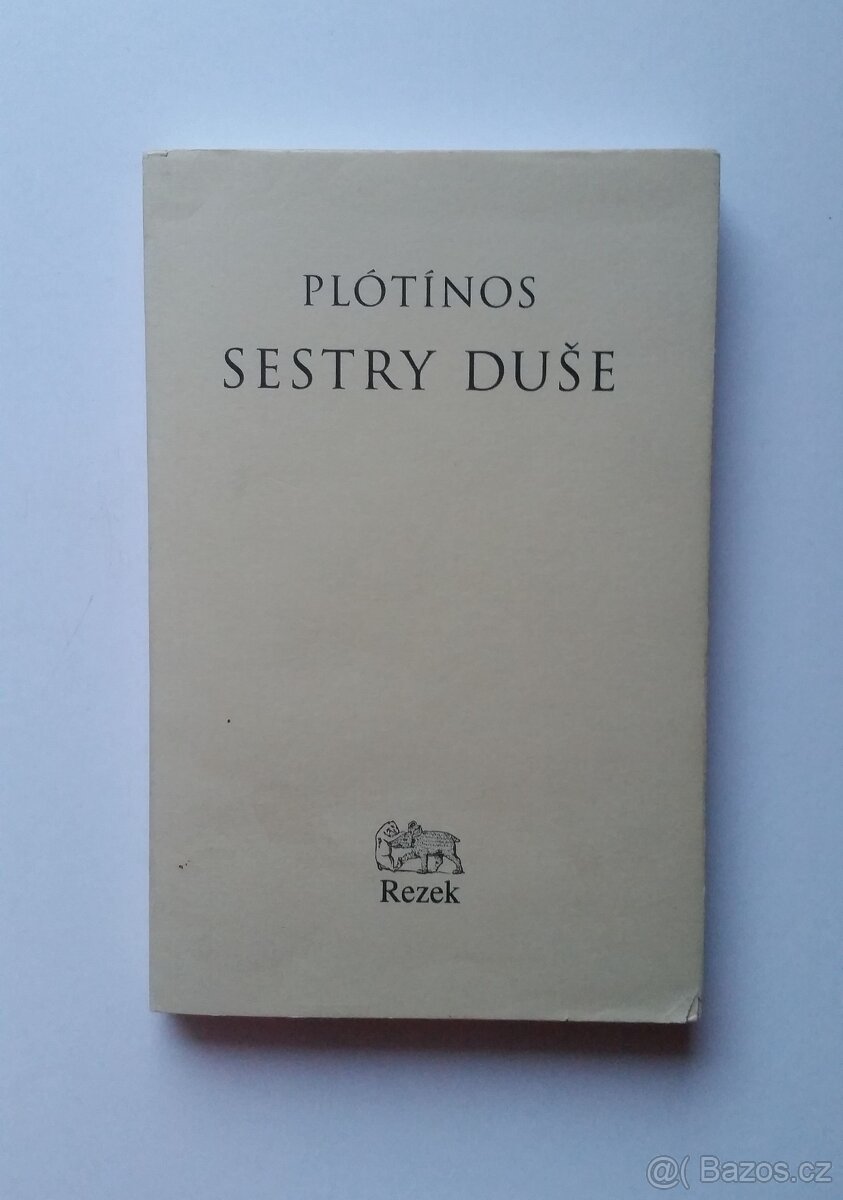 PLÓTÍNOS
SESTRY DUŠE
Rezek
@( Bazos.cz